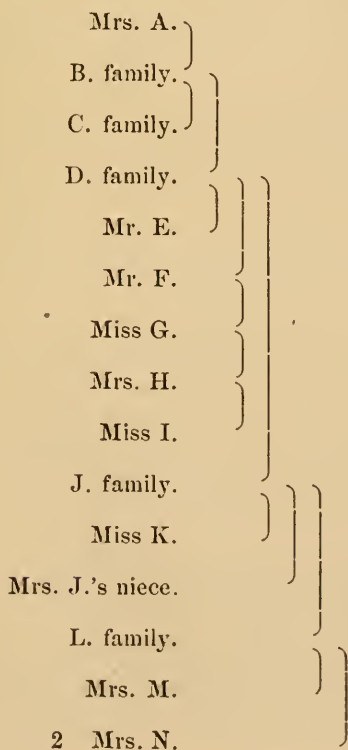 Mrs. A.
B. family.
C. family.
D. family.
Mr. E.
Mr. F.
Miss G.
Mrs. H.
Miss I.
J. family.
Miss K.
Mrs. J.'s niece.
L. family.
Mrs. M.
2 Mrs. N.